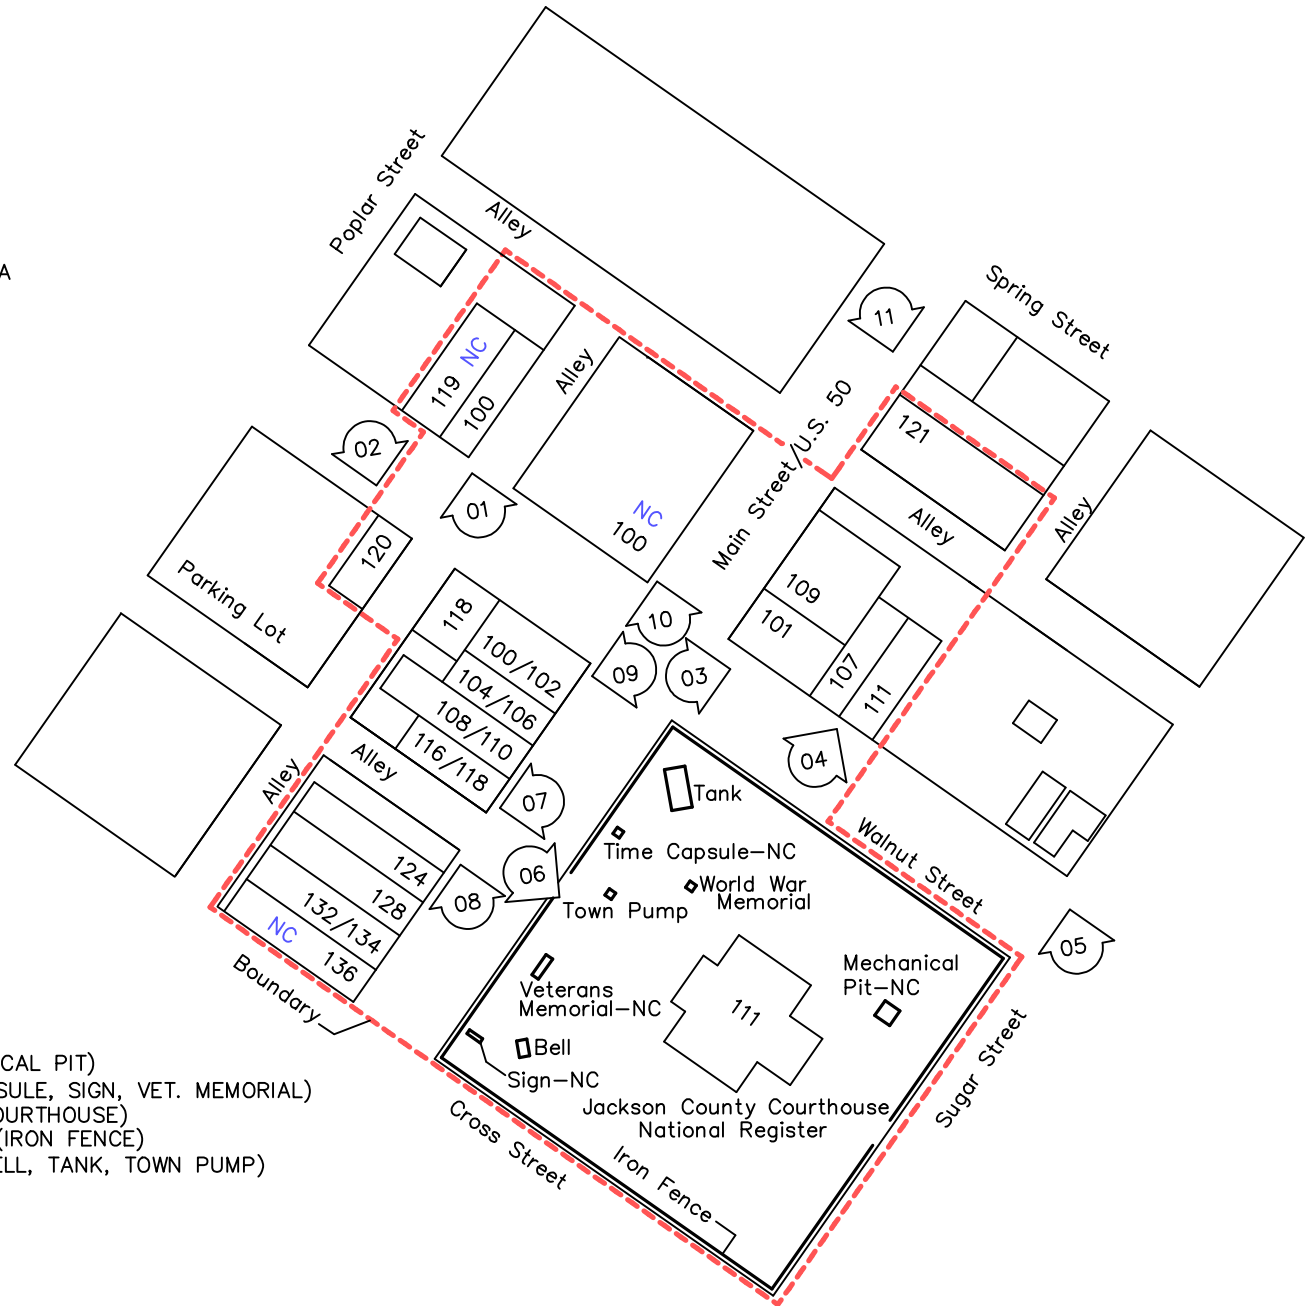 Poplar Street
Alley
A
Spring Street
11
NC
119
100
Alley
Main Street/U.S. 50
121
02
01
NC
100
Alley
Alley
120
Parking Lot
109
101
107
111
118
100/102
104/106
108/110
116/118
10
09
03
04
Alley
Alley
07
Tank
Time Capsule-NC
World War
Memorial
Town Pump
Walnut Street
06
08
124
128
132/134
NC
136
05
Boundary
Veterans
Memorial-NC
Mechanical
Pit-NC
111
Bell
Sign-NC
Jackson County Courthouse
National Register
Sugar Street
Cross Street
Iron Fence
CAL PIT)
SULE, SIGN, VET. MEMORIAL)
OURTHOUSE)
(IRON FENCE)
ELL, TANK, TOWN PUMP)